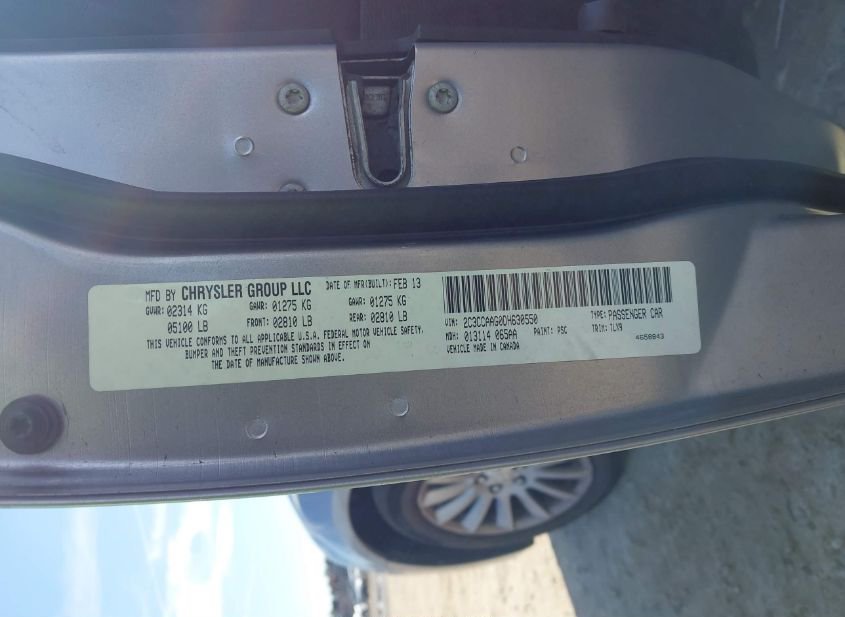 MFD BY CHRYSLER GROUP LLC DATE OF MFR(BUILT): FEB 13
GVWR: 02314 KG GAWR: 01275 KG GAWR: 01275 KG
05100 LB FRONT: 02810 LB REAR: 02810 LB
THIS VEHICLE CONFORMS TO ALL APPLICABLE U.S.A. FEDERAL MOTOR VEHICLE SAFETY,
BUMPER AND THEFT PREVENTION STANDARDS IN EFFECT ON
THE DATE OF MANUFACTURE SHOWN ABOVE.
VIN: 2C3CCAAG0DH630550 TYPE: PASSENGER CAR
MDH: 013114 065AA PAINT: PSC TRIM: TLX9
VEHICLE MADE IN CANADA 4658843